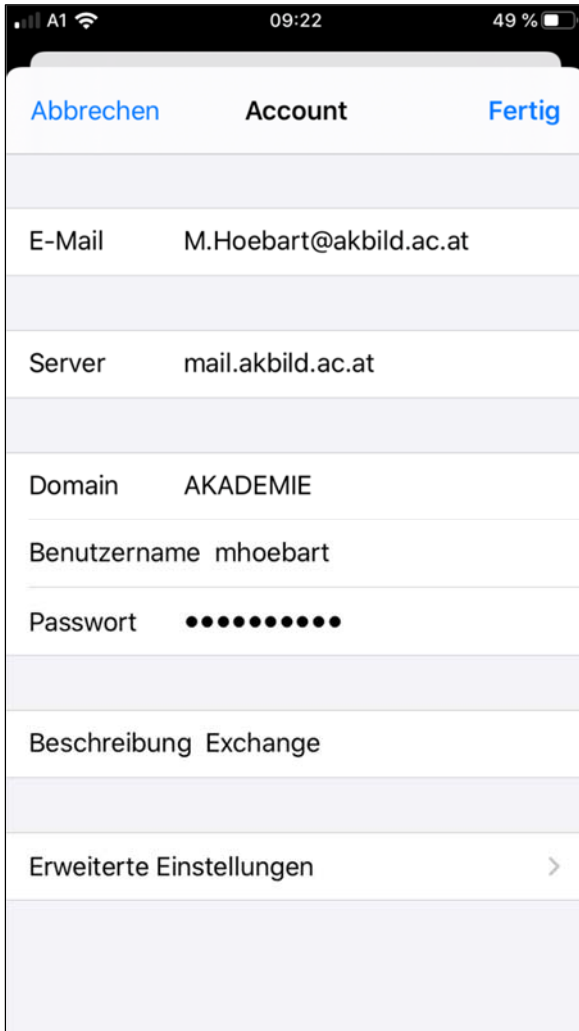 A1 09:22 49 %
Abbrechen Account Fertig
E-Mail M.Hoebart@akbild.ac.at
Server mail.akbild.ac.at
Domain AKADEMIE
Benutzername mhoebart
Passwort ●●●●●●●●●●
Beschreibung Exchange
Erweiterte Einstellungen